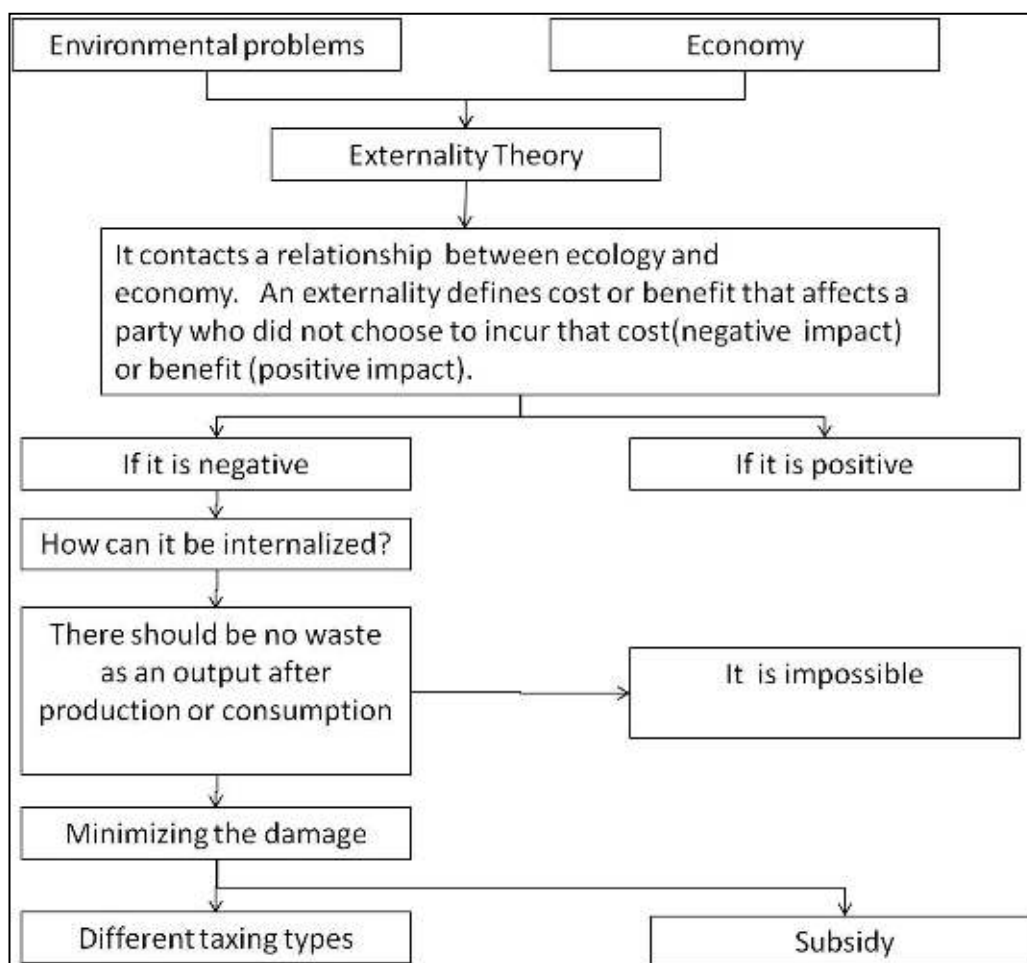 Environmental problems
Economy
Externality Theory
It contacts a relationship between ecology and
economy. An externality defines cost or benefit that affects a
party who did not choose to incur that cost(negative impact)
or benefit (positive impact).
If it is negative
If it is positive
How can it be internalized?
There should be no waste
as an output after
production or consumption
It is impossible
Minimizing the damage
Different taxing types
Subsidy